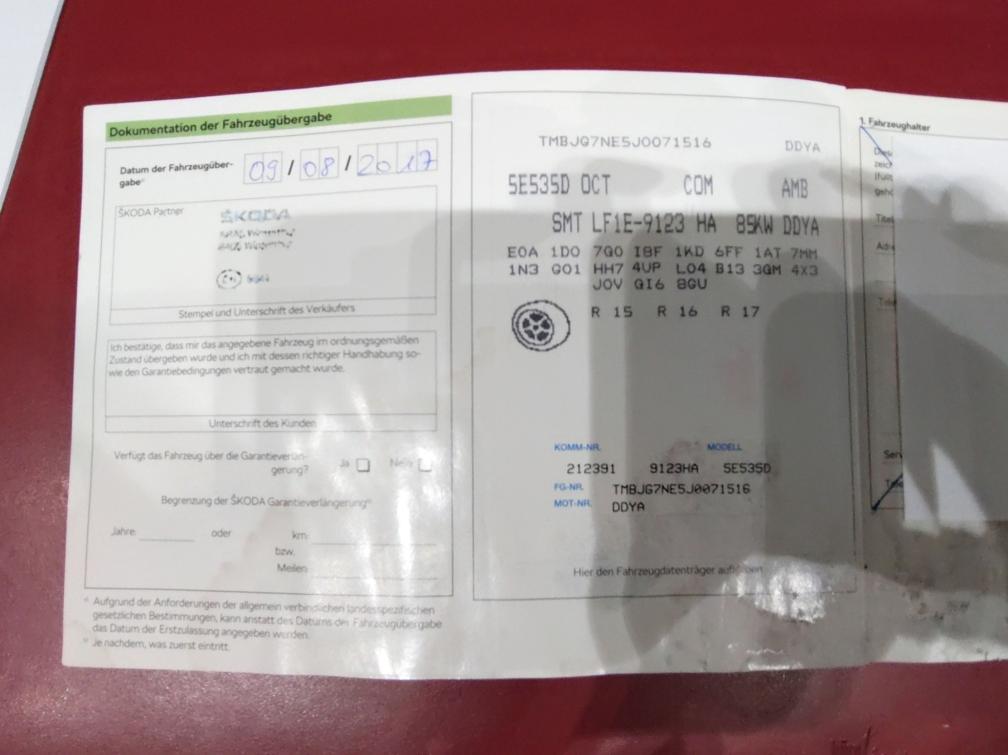 Dokumentation der Fahrzeugübergabe
Datum der Fahrzeugüber-
gabe*⁾ 09 / 08 / 2017
ŠKODA Partner
ŠKODA
Stempel und Unterschrift des Verkäufers
Ich bestätige, dass mir das angegebene Fahrzeug im ordnungsgemäßen
Zustand übergeben wurde und ich mit dessen richtiger Handhabung so-
wie den Garantiebedingungen vertraut gemacht wurde.
Unterschrift des Kunden
Verfügt das Fahrzeug über die Garantieverlän-
gerung? Ja Nein
Begrenzung der ŠKODA Garantieverlängerung**⁾
Jahre: oder km:
bzw.
Meilen:
*⁾ Aufgrund der Anforderungen der allgemein verbindlichen landesspezifischen
gesetzlichen Bestimmungen, kann anstatt des Datums der Fahrzeugübergabe
das Datum der Erstzulassung angegeben werden.
**⁾ Je nachdem, was zuerst eintritt.
TMBJG7NE5J0071516 DDYA
5E535D OCT COM AMB
SMT LF1E-9123 HA 85KW DDYA
E0A 1D0 7G0 I8F 1KD 6FF 1AT 7MM
1N3 G01 HH7 4UP L04 B13 3GM 4X3
J0V QI6 8GU
R 15 R 16 R 17
KOMM-NR. MODELL
212391 9123HA 5E535D
FG-NR. TMBJG7NE5J0071516
MOT-NR. DDYA
Hier den Fahrzeugdatenträger aufkleben
1. Fahrzeughalter